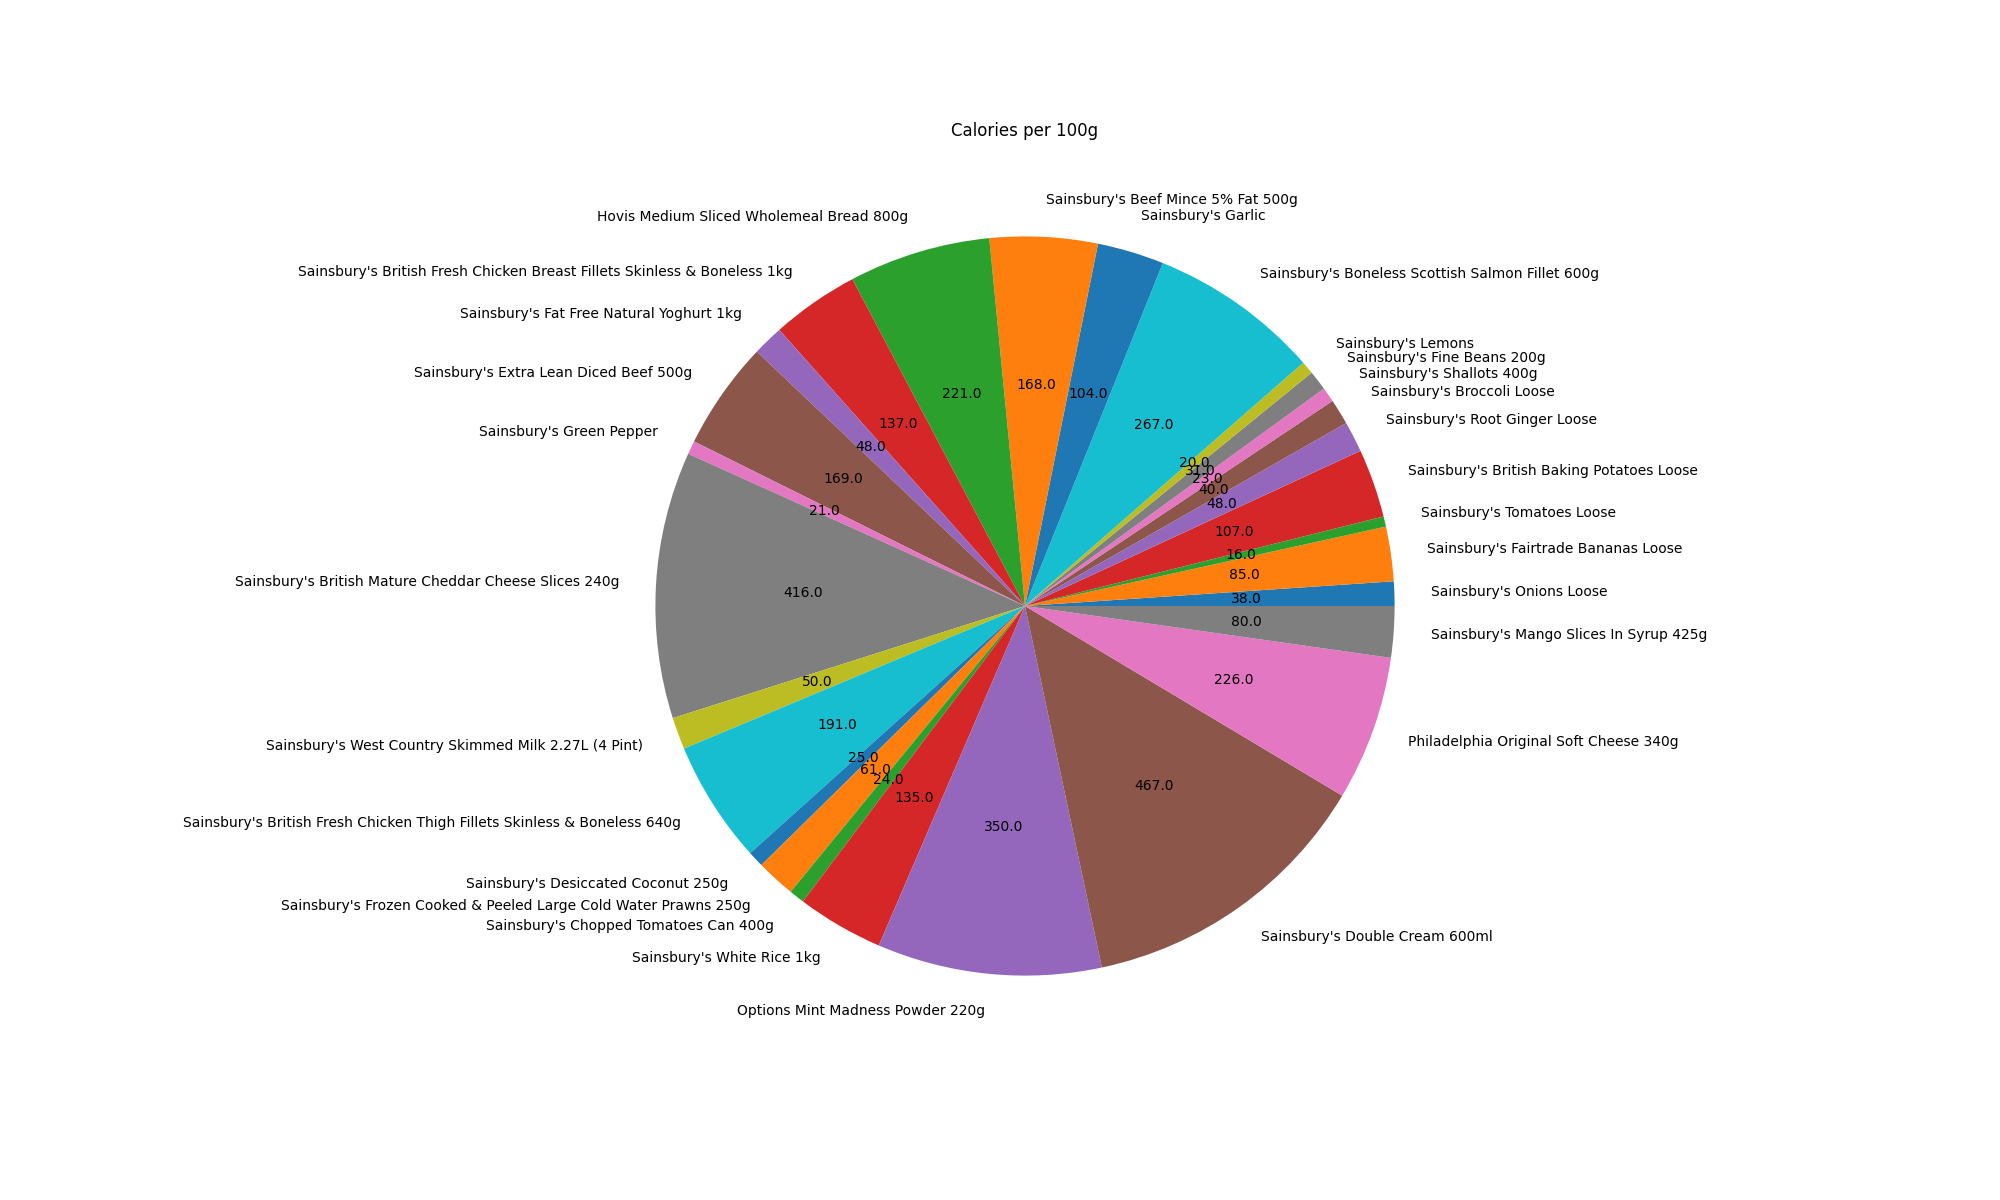 Calories per 100g
Sainsbury's Beef Mince 5% Fat 500g
Hovis Medium Sliced Wholemeal Bread 800g
Sainsbury's Garlic
Sainsbury's British Fresh Chicken Breast Fillets Skinless & Boneless 1kg
Sainsbury's Boneless Scottish Salmon Fillet 600g
Sainsbury's Fat Free Natural Yoghurt 1kg
Sainsbury's Lemons
Sainsbury's Fine Beans 200g
Sainsbury's Extra Lean Diced Beef 500g
Sainsbury's Shallots 400g
168.0
Sainsbury's Broccoli Loose
221.0
104.0
Sainsbury's Root Ginger Loose
137.0
267.0
Sainsbury's Green Pepper
48.0
20.0
31.0
Sainsbury's British Baking Potatoes Loose
169.0
23.0
40.0
48.0
21.0
Sainsbury's Tomatoes Loose
107.0
Sainsbury's Fairtrade Bananas Loose
16.0
85.0
Sainsbury's British Mature Cheddar Cheese Slices 240g
416.0
Sainsbury's Onions Loose
38.0
80.0
Sainsbury's Mango Slices In Syrup 425g
50.0
226.0
191.0
Philadelphia Original Soft Cheese 340g
Sainsbury's West Country Skimmed Milk 2.27L (4 Pint)
25.0
61.0
24.0
467.0
135.0
Sainsbury's British Fresh Chicken Thigh Fillets Skinless & Boneless 640g
350.0
Sainsbury's Desiccated Coconut 250g
Sainsbury's Frozen Cooked & Peeled Large Cold Water Prawns 250g
Sainsbury's Chopped Tomatoes Can 400g
Sainsbury's Double Cream 600ml
Sainsbury's White Rice 1kg
Options Mint Madness Powder 220g